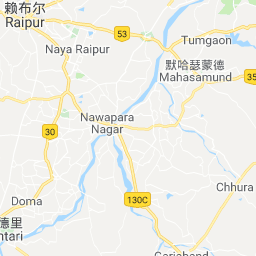 赖布尔
Raipur
53
Tumgaon
Naya Raipur
默哈瑟蒙德
Mahasamund
35
Nawapara
Nagar
30
Chhura
130C
Doma
德里
ntari
Gariaband